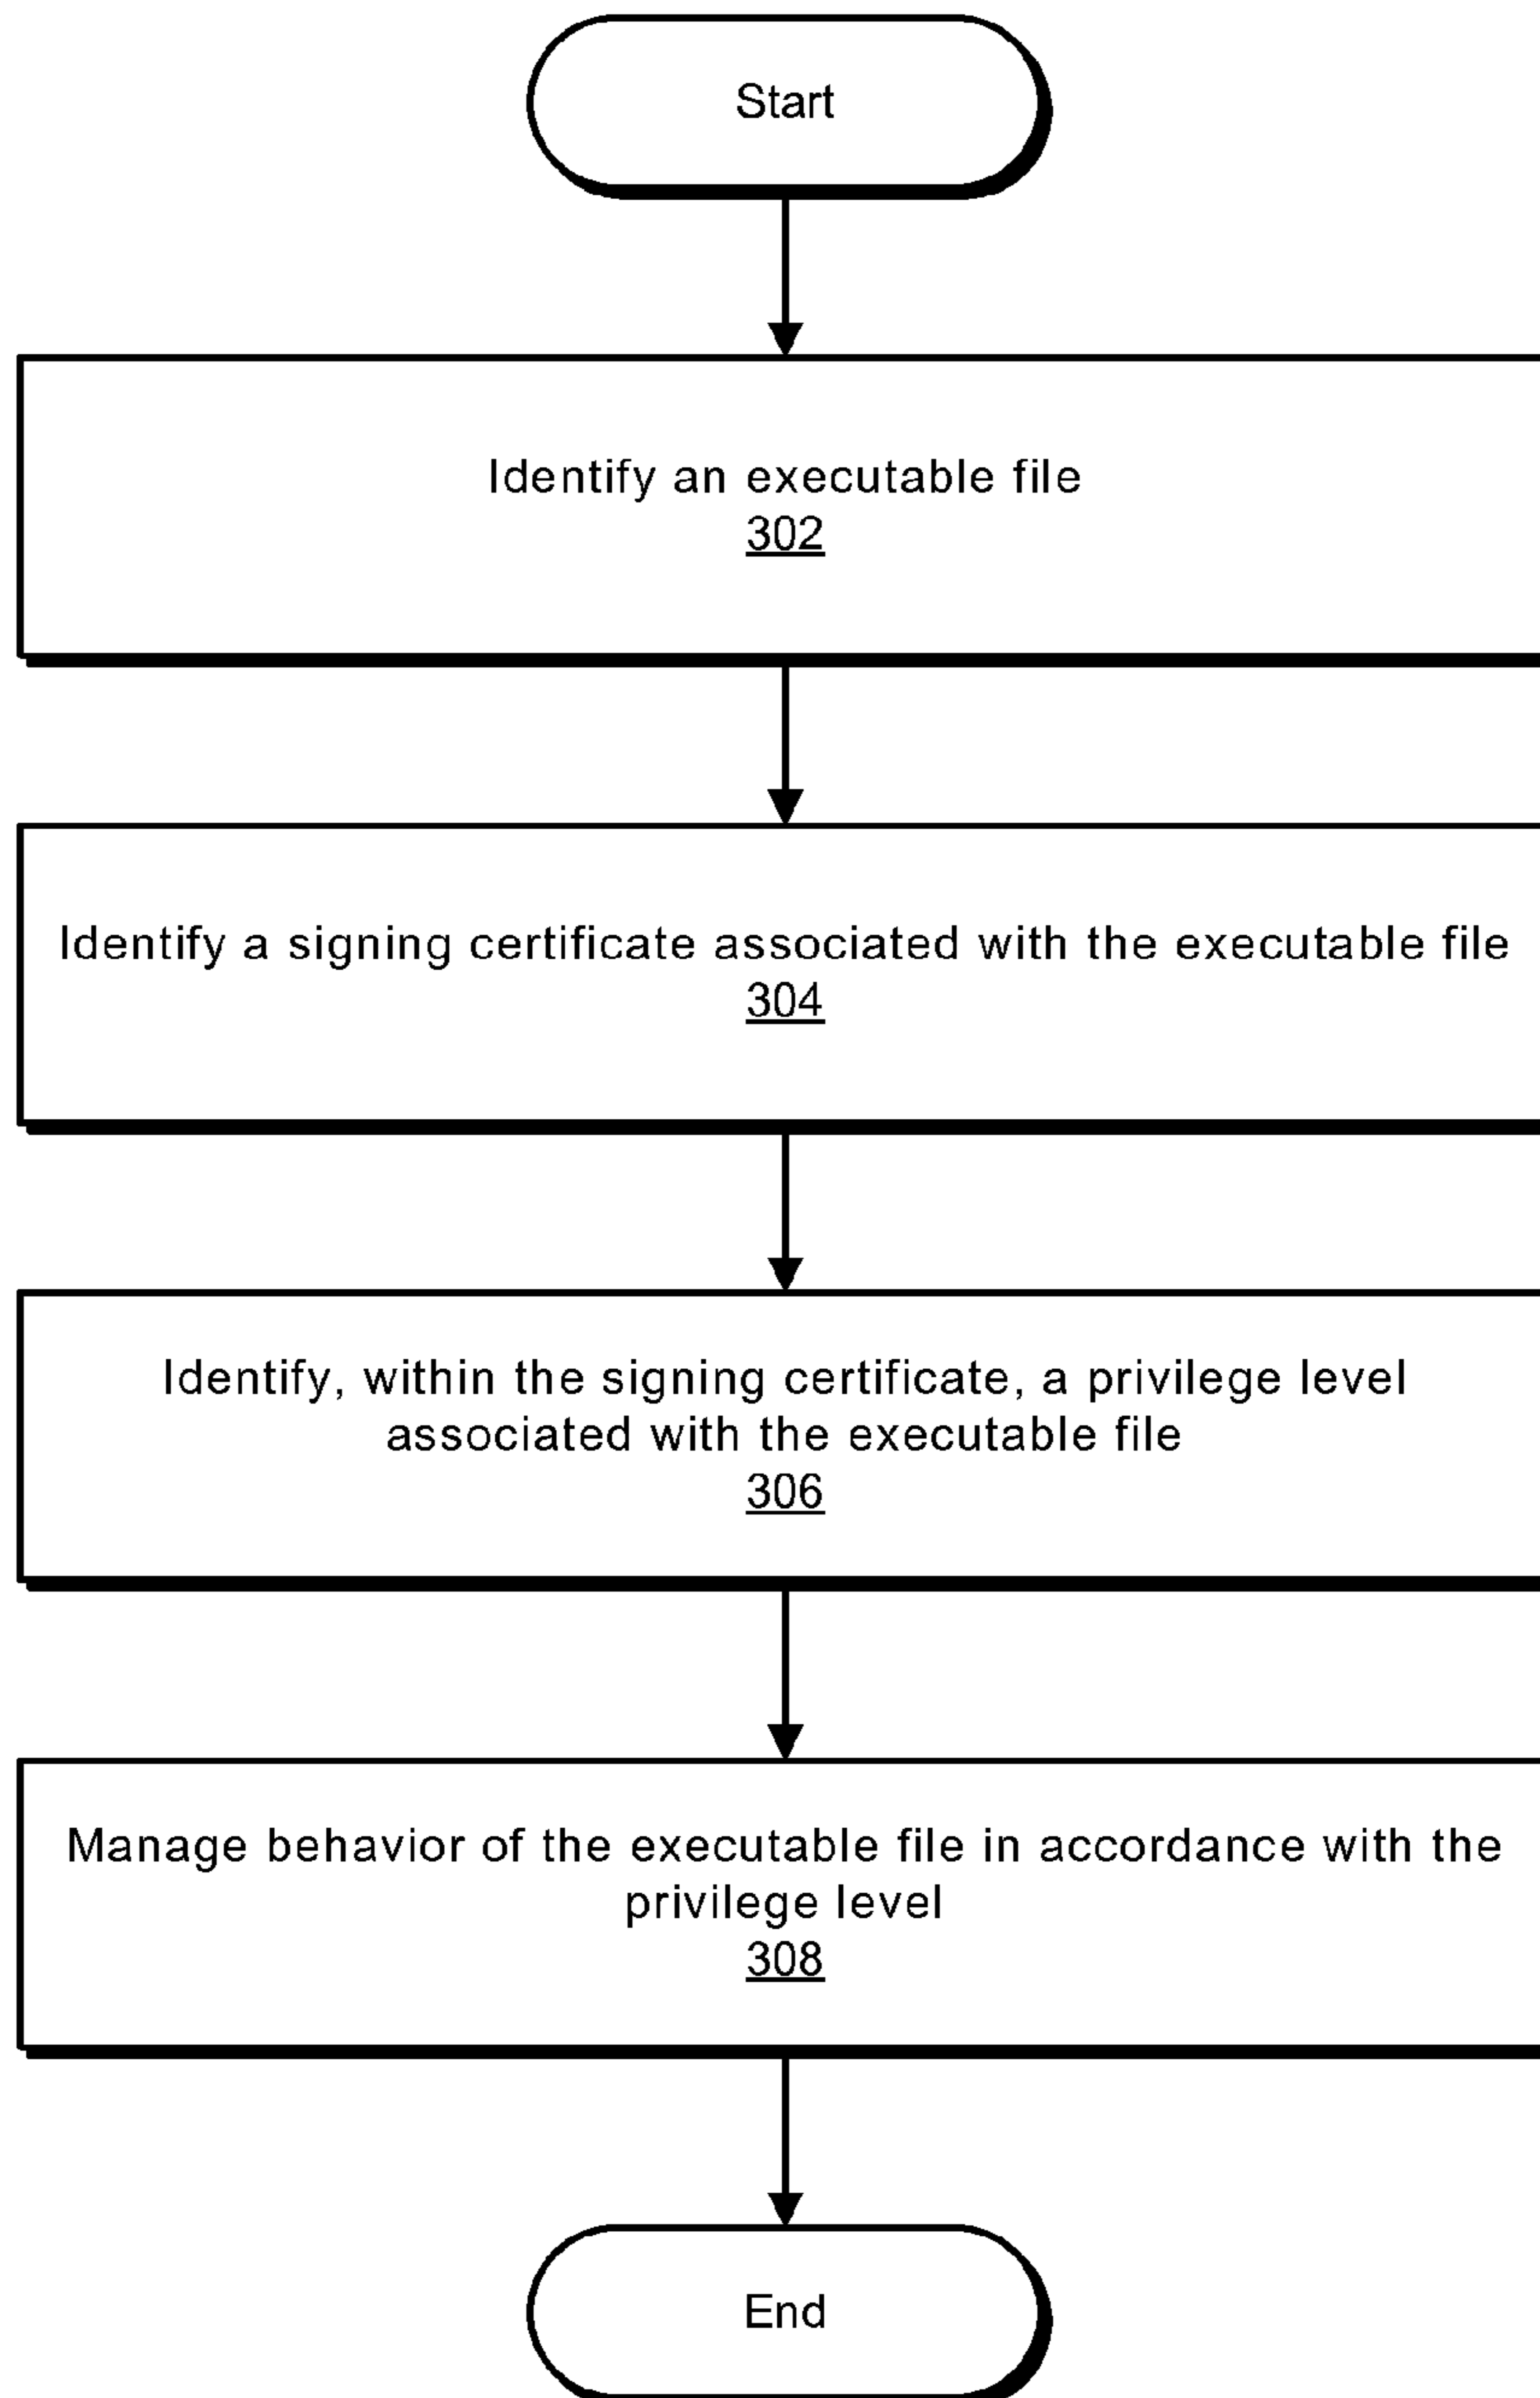 Start
Identify an executable file
302
Identify a signing certificate associated with the executable file
304
Identify, within the signing certificate, a privilege level
associated with the executable file
306
Manage behavior of the executable file in accordance with the
privilege level
308
End